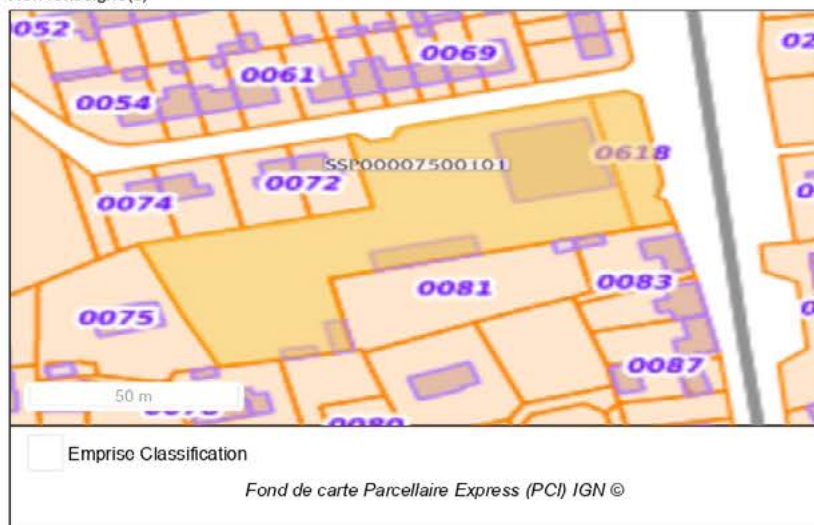 0052
0069
0061
0054
SSP00007500101
0618
0072
0074
0081
0083
0075
0087
50 m
Emprise Classification
Fond de carte Parcellaire Express (PCI) IGN ©